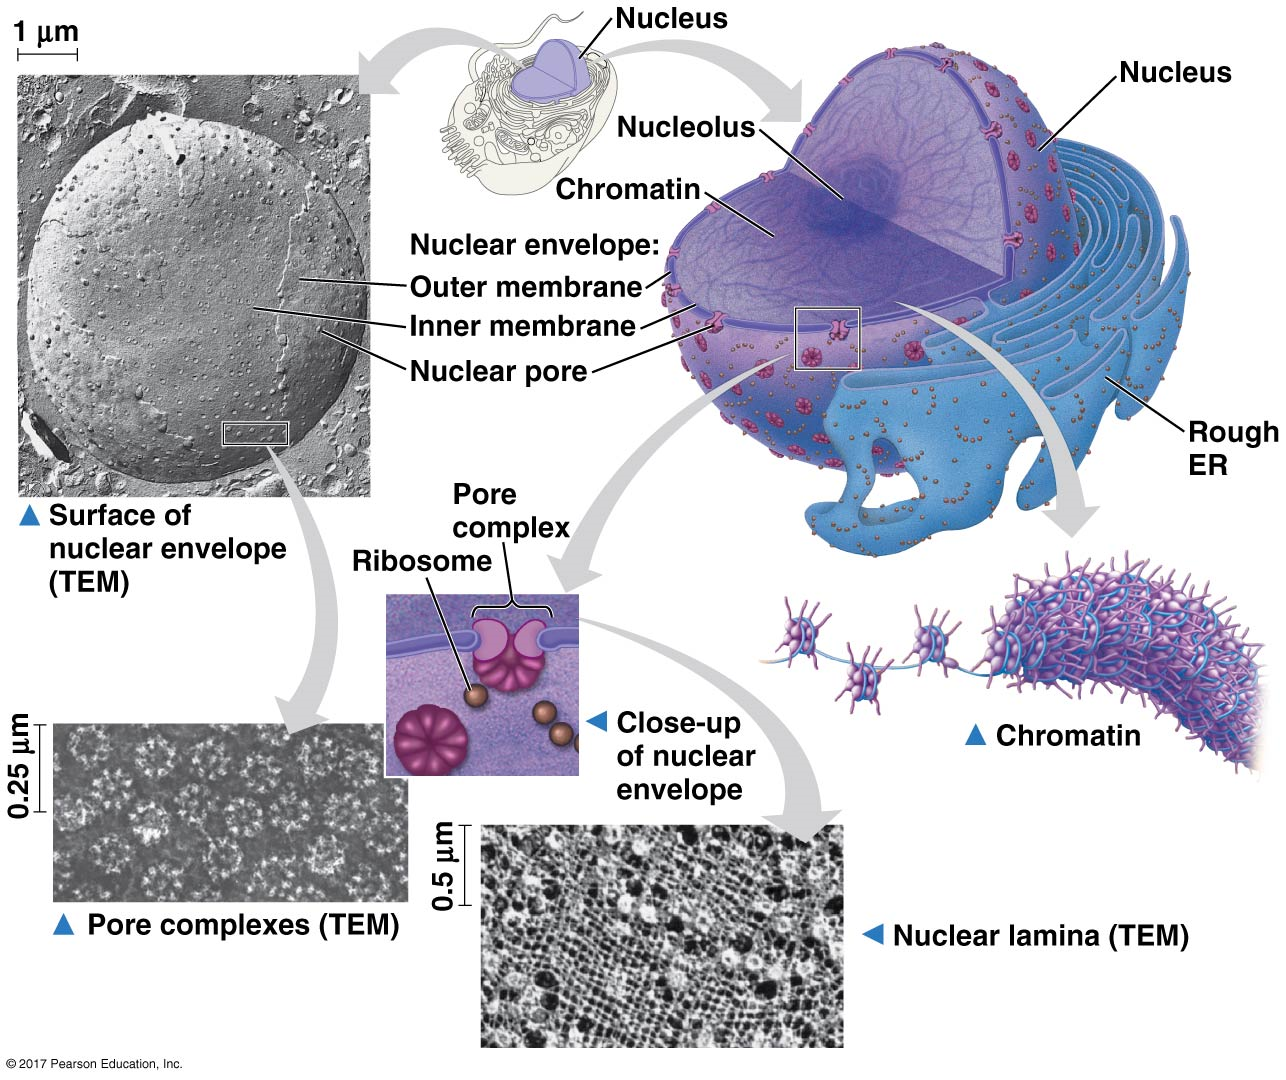 1 μm
Nucleus
Nucleus
Nucleolus
Chromatin
Nuclear envelope:
Outer membrane
Inner membrane
Nuclear pore
Rough
ER
▲ Surface of
nuclear envelope
(TEM)
Pore
complex
Ribosome
◀ Close-up
of nuclear
envelope
▲ Chromatin
0.25 μm
▲ Pore complexes (TEM)
0.5 μm
◀ Nuclear lamina (TEM)
© 2017 Pearson Education, Inc.